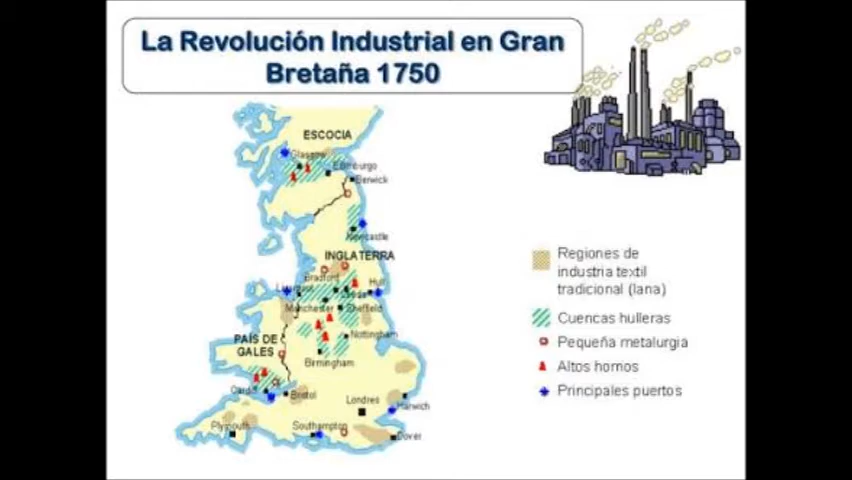 La Revolución Industrial en Gran
Bretaña 1750
ESCOCIA
Glasgow
Edimburgo
Berwick
Newcastle
INGLATERRA
Bradford
Leeds
Hull
Manchester
Sheffield
PAÍS DE
GALES
Nottingham
Birmingham
Cardiff
Bristol
Londres
Harwich
Plymouth
Southampton
Dover
Regiones de
industria textil
tradicional (lana)
Cuencas hulleras
Pequeña metalurgia
Altos hornos
Principales puertos